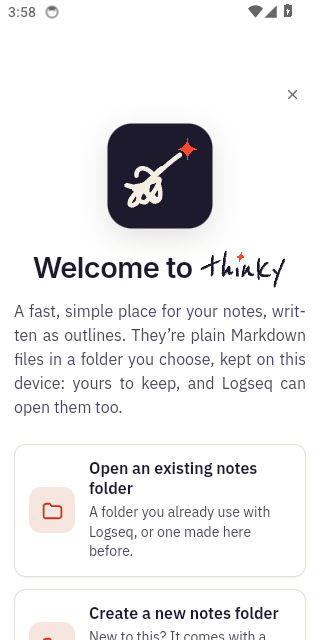 3:58
Welcome to thinky
A fast, simple place for your notes, writ-
ten as outlines. They’re plain Markdown
files in a folder you choose, kept on this
device: yours to keep, and Logseq can
open them too.
Open an existing notes
folder
A folder you already use with
Logseq, or one made here
before.
Create a new notes folder
New to this? It comes with a